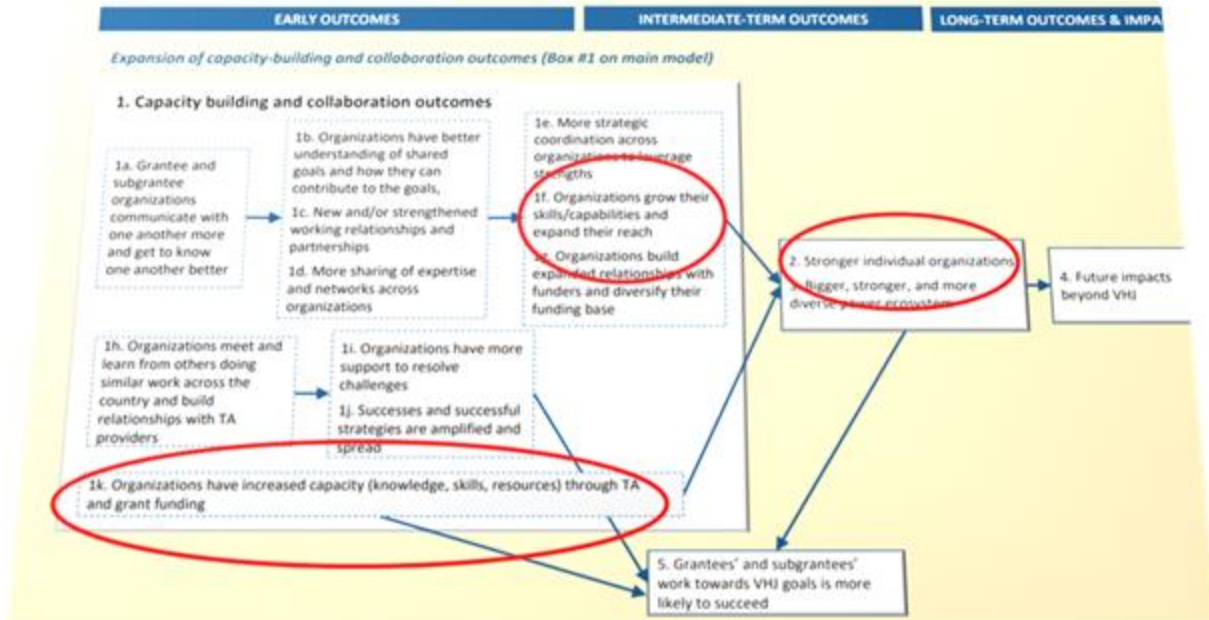 EARLY OUTCOMES
INTERMEDIATE-TERM OUTCOMES
LONG-TERM OUTCOMES & IMPA
Expansion of capacity-building and collaboration outcomes (Box #1 on main model)
1. Capacity building and collaboration outcomes
1a. Grantee and
subgrantee
organizations
communicate with
one another more
and get to know
one another better
1b. Organizations have better
understanding of shared
goals and how they can
contribute to the goals,
1c. New and/or strengthened
working relationships and
partnerships
1d. More sharing of expertise
and networks across
organizations
1e. More strategic
coordination across
organizations to leverage
strengths
1f. Organizations grow their
skills/capabilities and
expand their reach
1g. Organizations build
expanded relationships with
funders and diversify their
funding base
2. Stronger individual organizations
3. Bigger, stronger, and more
diverse power ecosystem
4. Future impacts
beyond VHJ
1h. Organizations meet and
learn from others doing
similar work across the
country and build
relationships with TA
providers
1i. Organizations have more
support to resolve
challenges
1j. Successes and successful
strategies are amplified and
spread
1k. Organizations have increased capacity (knowledge, skills, resources) through TA
and grant funding
5. Grantees' and subgrantees'
work towards VHJ goals is more
likely to succeed